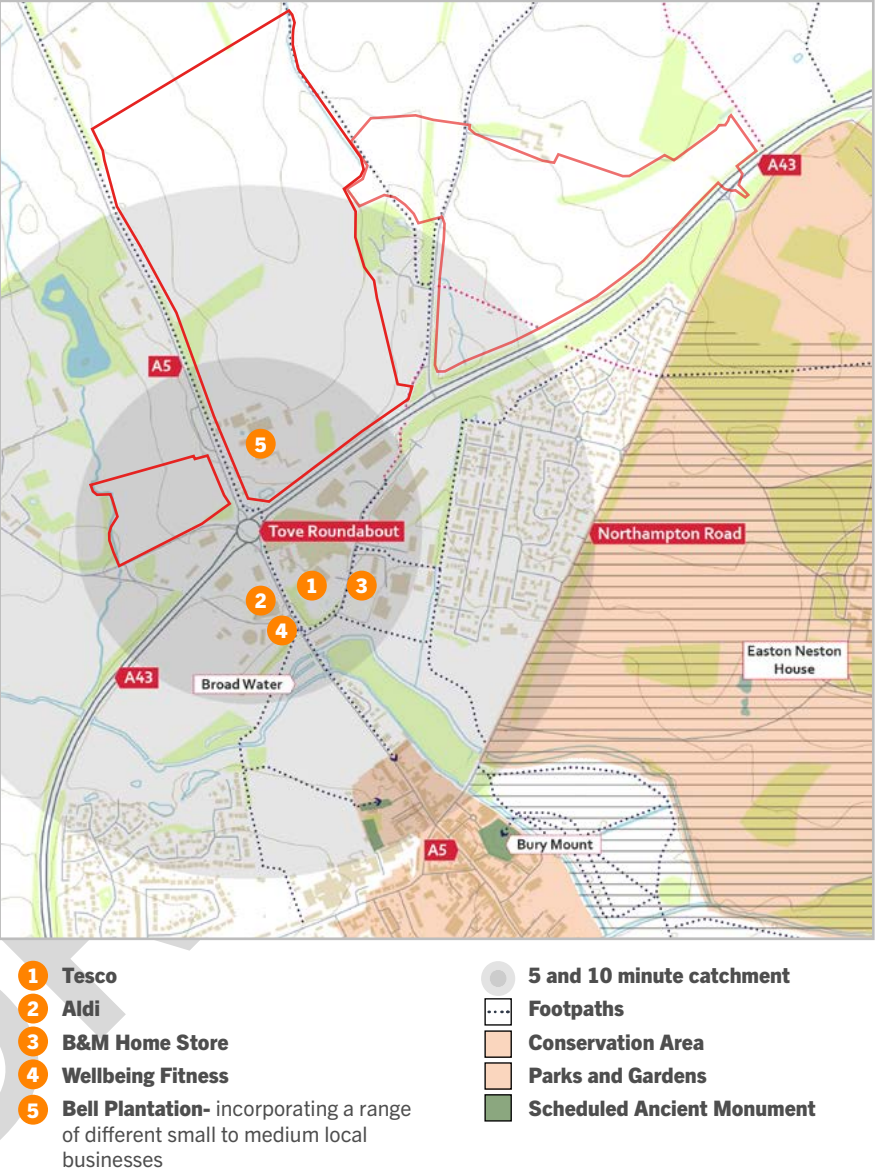 A43
A5
5
Tove Roundabout
Northampton Road
1
3
2
4
Easton Neston
House
A43
Broad Water
A5
Bury Mount
1 Tesco
2 Aldi
3 B&M Home Store
4 Wellbeing Fitness
5 Bell Plantation- incorporating a range
of different small to medium local
businesses
5 and 10 minute catchment
Footpaths
Conservation Area
Parks and Gardens
Scheduled Ancient Monument